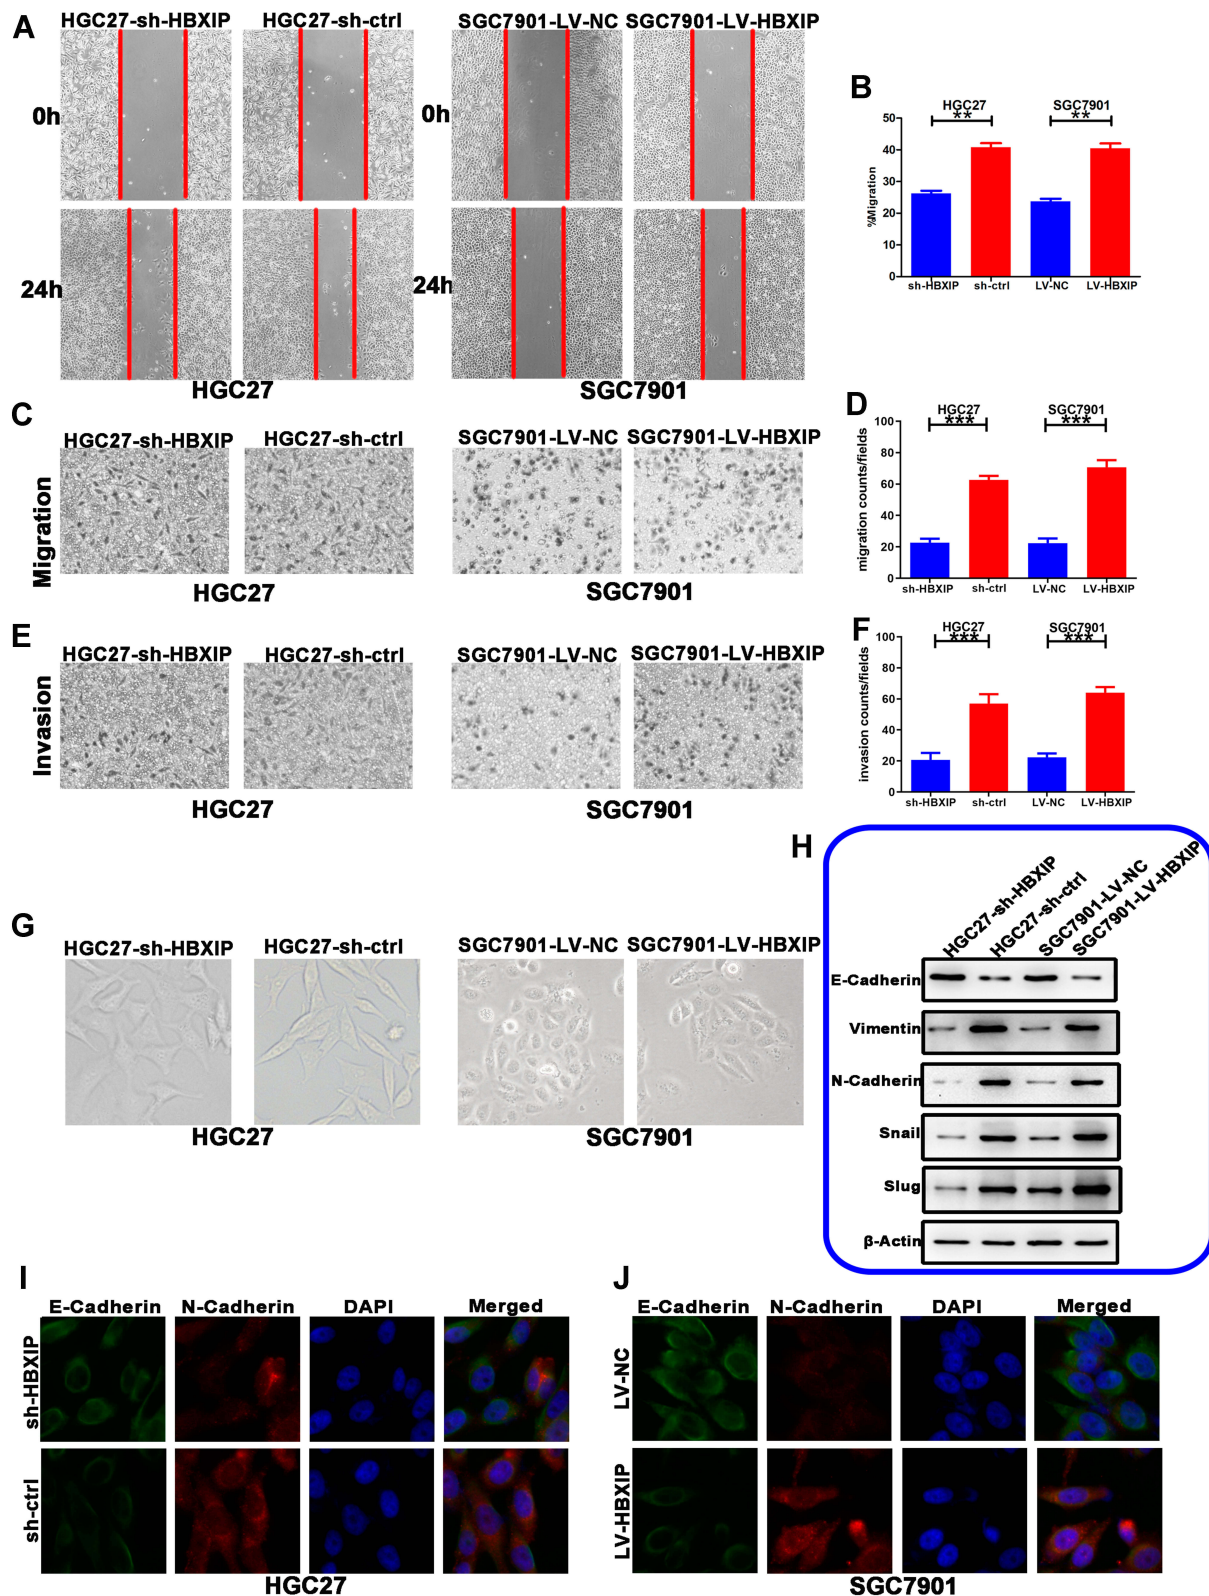 A
HGC27-sh-HBXIP
HGC27-sh-ctrl
SGC7901-LV-NC
SGC7901-LV-HBXIP
0h
0h
24h
24h
HGC27
SGC7901
B
HGC27
SGC7901
**
**
%Migration
50
40
30
20
10
0
sh-HBXIP
sh-ctrl
LV-NC
LV-HBXIP
C
HGC27-sh-HBXIP
HGC27-sh-ctrl
SGC7901-LV-NC
SGC7901-LV-HBXIP
Migration
HGC27
SGC7901
D
HGC27
SGC7901
***
***
migration counts/fields
100
80
60
40
20
0
sh-HBXIP
sh-ctrl
LV-NC
LV-HBXIP
E
HGC27-sh-HBXIP
HGC27-sh-ctrl
SGC7901-LV-NC
SGC7901-LV-HBXIP
Invasion
HGC27
SGC7901
F
HGC27
SGC7901
***
***
invasion counts/fields
100
80
60
40
20
0
sh-HBXIP
sh-ctrl
LV-NC
LV-HBXIP
G
HGC27-sh-HBXIP
HGC27-sh-ctrl
SGC7901-LV-NC
SGC7901-LV-HBXIP
HGC27
SGC7901
H
HGC27-sh-HBXIP
HGC27-sh-ctrl
SGC7901-LV-NC
SGC7901-LV-HBXIP
E-Cadherin
Vimentin
N-Cadherin
Snail
Slug
β-Actin
I
E-Cadherin
N-Cadherin
DAPI
Merged
sh-HBXIP
sh-ctrl
HGC27
J
E-Cadherin
N-Cadherin
DAPI
Merged
LV-NC
LV-HBXIP
SGC7901